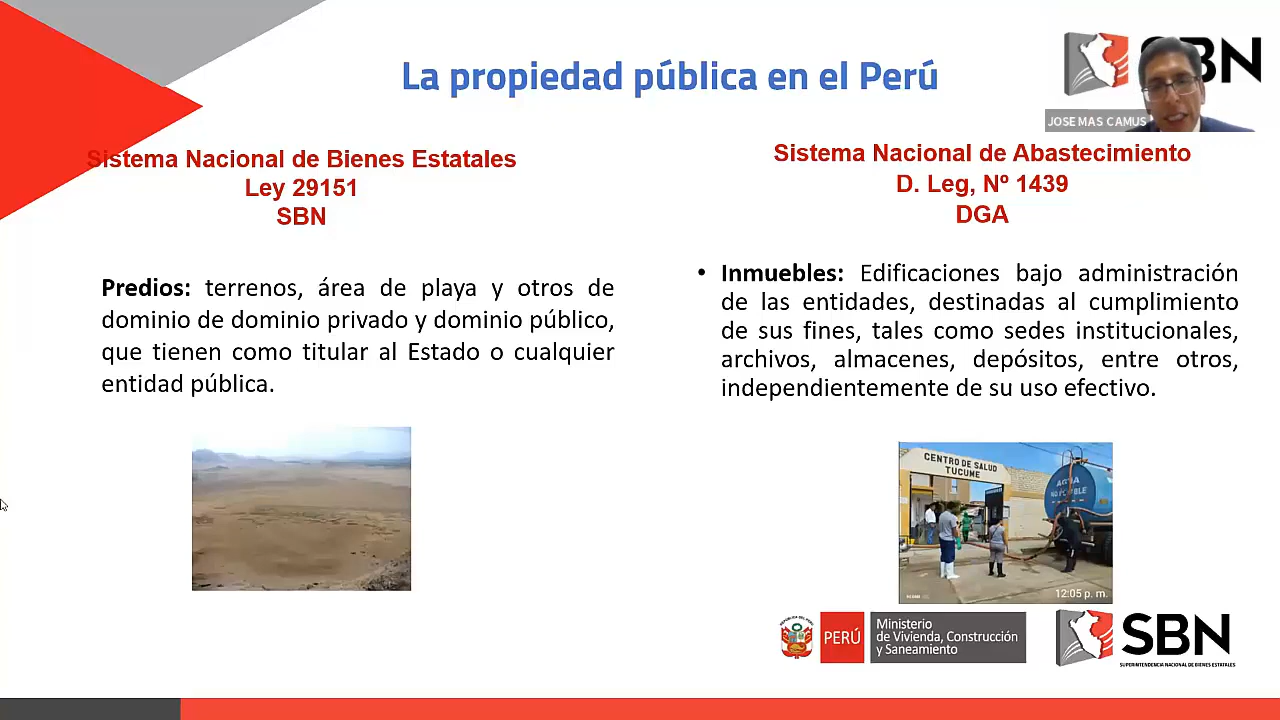 La propiedad pública en el Perú
SBN
JOSE MAS CAMUS
Sistema Nacional de Bienes Estatales
Ley 29151
SBN
Predios: terrenos, área de playa y otros de
dominio de dominio privado y dominio público,
que tienen como titular al Estado o cualquier
entidad pública.
Sistema Nacional de Abastecimiento
D. Leg, Nº 1439
DGA
• Inmuebles: Edificaciones bajo administración
de las entidades, destinadas al cumplimiento
de sus fines, tales como sedes institucionales,
archivos, almacenes, depósitos, entre otros,
independientemente de su uso efectivo.
CENTRO DE SALUD
TUCUME
AGUA
12:05 p. m.
REPÚBLICA DEL PERÚ
PERÚ
Ministerio
de Vivienda, Construcción
y Saneamiento
SBN
SUPERINTENDENCIA NACIONAL DE BIENES ESTATALES